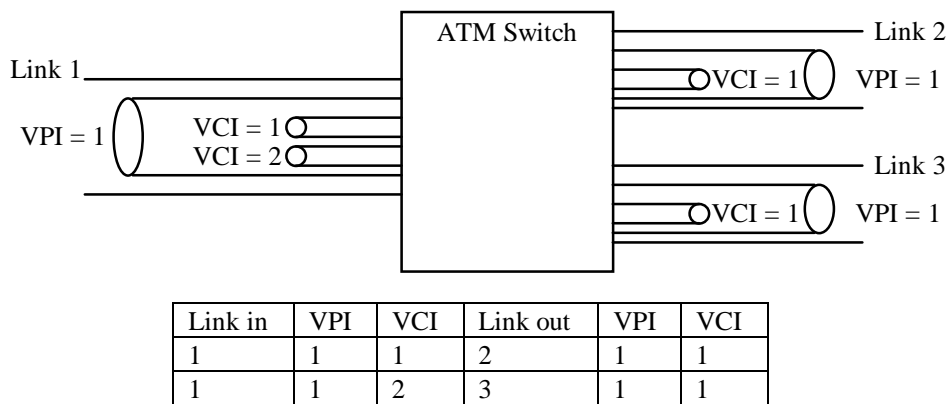 ATM Switch
Link 2
Link 1
VCI = 1
VPI = 1
VPI = 1
VCI = 1
VCI = 2
Link 3
VCI = 1
VPI = 1
Link in VPI VCI Link out VPI VCI
1 1 1 2 1 1
1 1 2 3 1 1